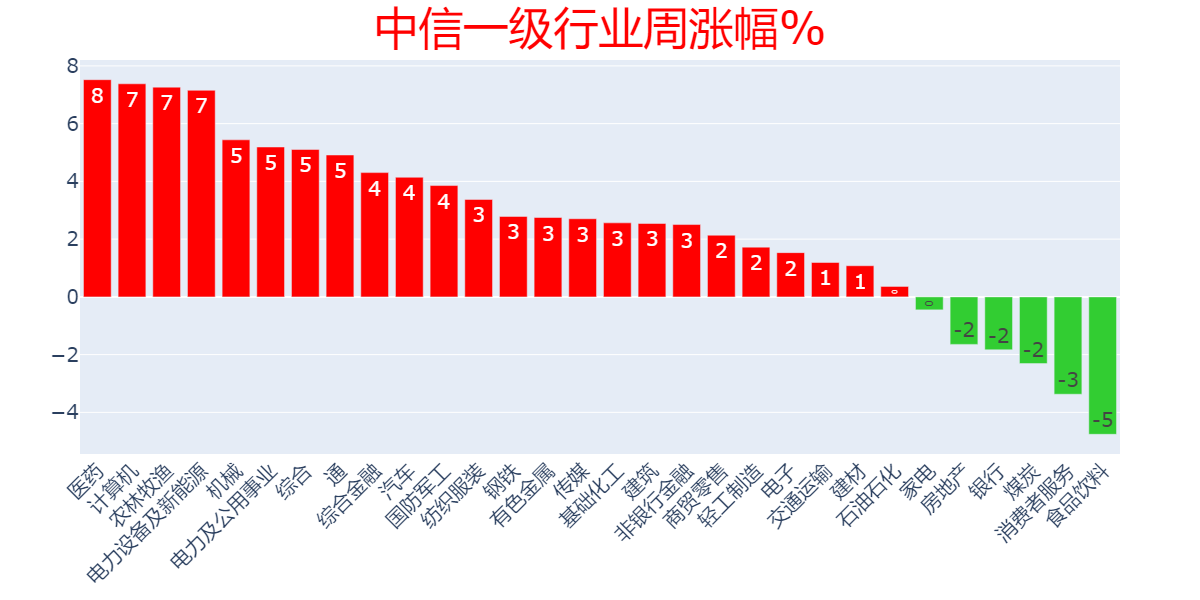 中信一级行业周涨幅%
8
6
4
2
0
−2
−4
8
7
7
7
5
5
5
5
4
4
4
3
3
3
3
3
3
3
2
2
2
1
1
0
0
-2
-2
-2
-3
-5
医药
计算机
农林牧渔
电力设备及新能源
机械
电力及公用事业
综合
通
综合金融
汽车
国防军工
纺织服装
钢铁
有色金属
传媒
基础化工
建筑
非银行金融
商贸零售
轻工制造
电子
交通运输
建材
石油石化
家电
房地产
银行
煤炭
消费者服务
食品饮料